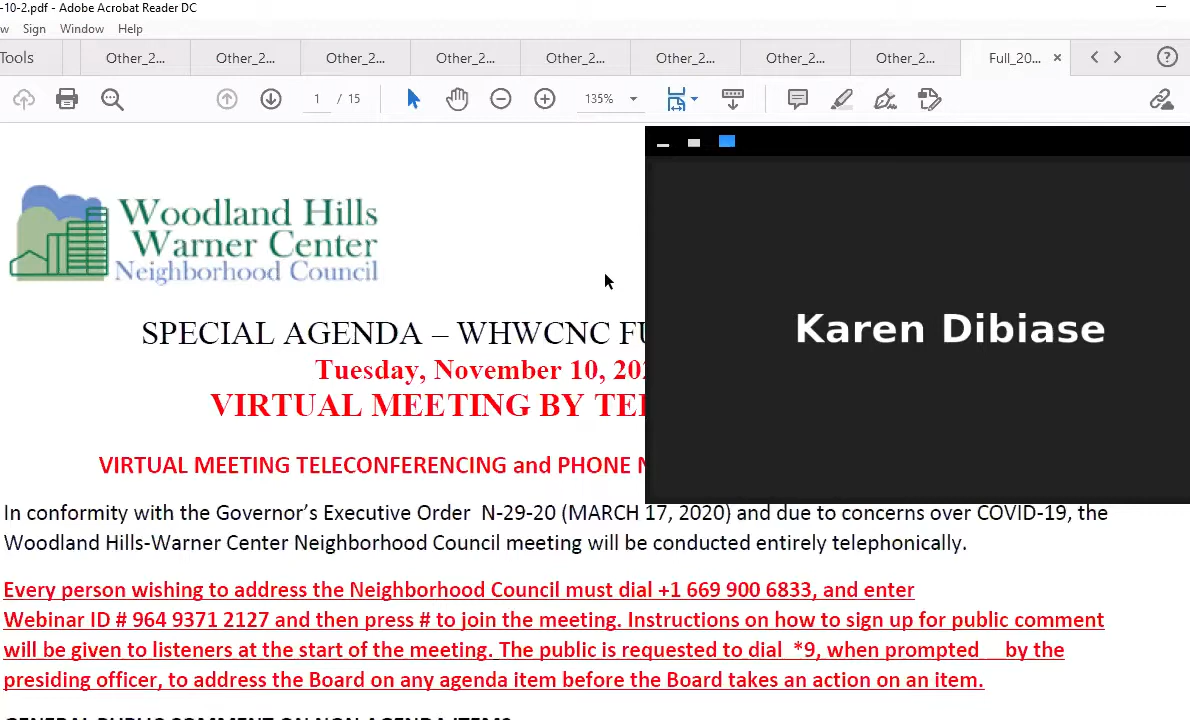 -10-2.pdf - Adobe Acrobat Reader DC
w Sign Window Help
Tools Other_2... Other_2... Other_2... Other_2... Other_2... Other_2... Other_2... Other_2... Full_20... × ?
1 / 15 135%
Woodland Hills
Warner Center
Neighborhood Council
Karen Dibiase
SPECIAL AGENDA – WHWCNC
Tuesday, November 10,
VIRTUAL MEETING BY
VIRTUAL MEETING TELECONFERENCING and PHONE
In conformity with the Governor's Executive Order N-29-20 (MARCH 17, 2020) and due to concerns over COVID-19, the
Woodland Hills-Warner Center Neighborhood Council meeting will be conducted entirely telephonically.
Every person wishing to address the Neighborhood Council must dial +1 669 900 6833, and enter
Webinar ID # 964 9371 2127 and then press # to join the meeting. Instructions on how to sign up for public comment
will be given to listeners at the start of the meeting. The public is requested to dial *9, when prompted by the
presiding officer, to address the Board on any agenda item before the Board takes an action on an item.
GENERAL PUBLIC COMMENT ON NON-AGENDA ITEMS